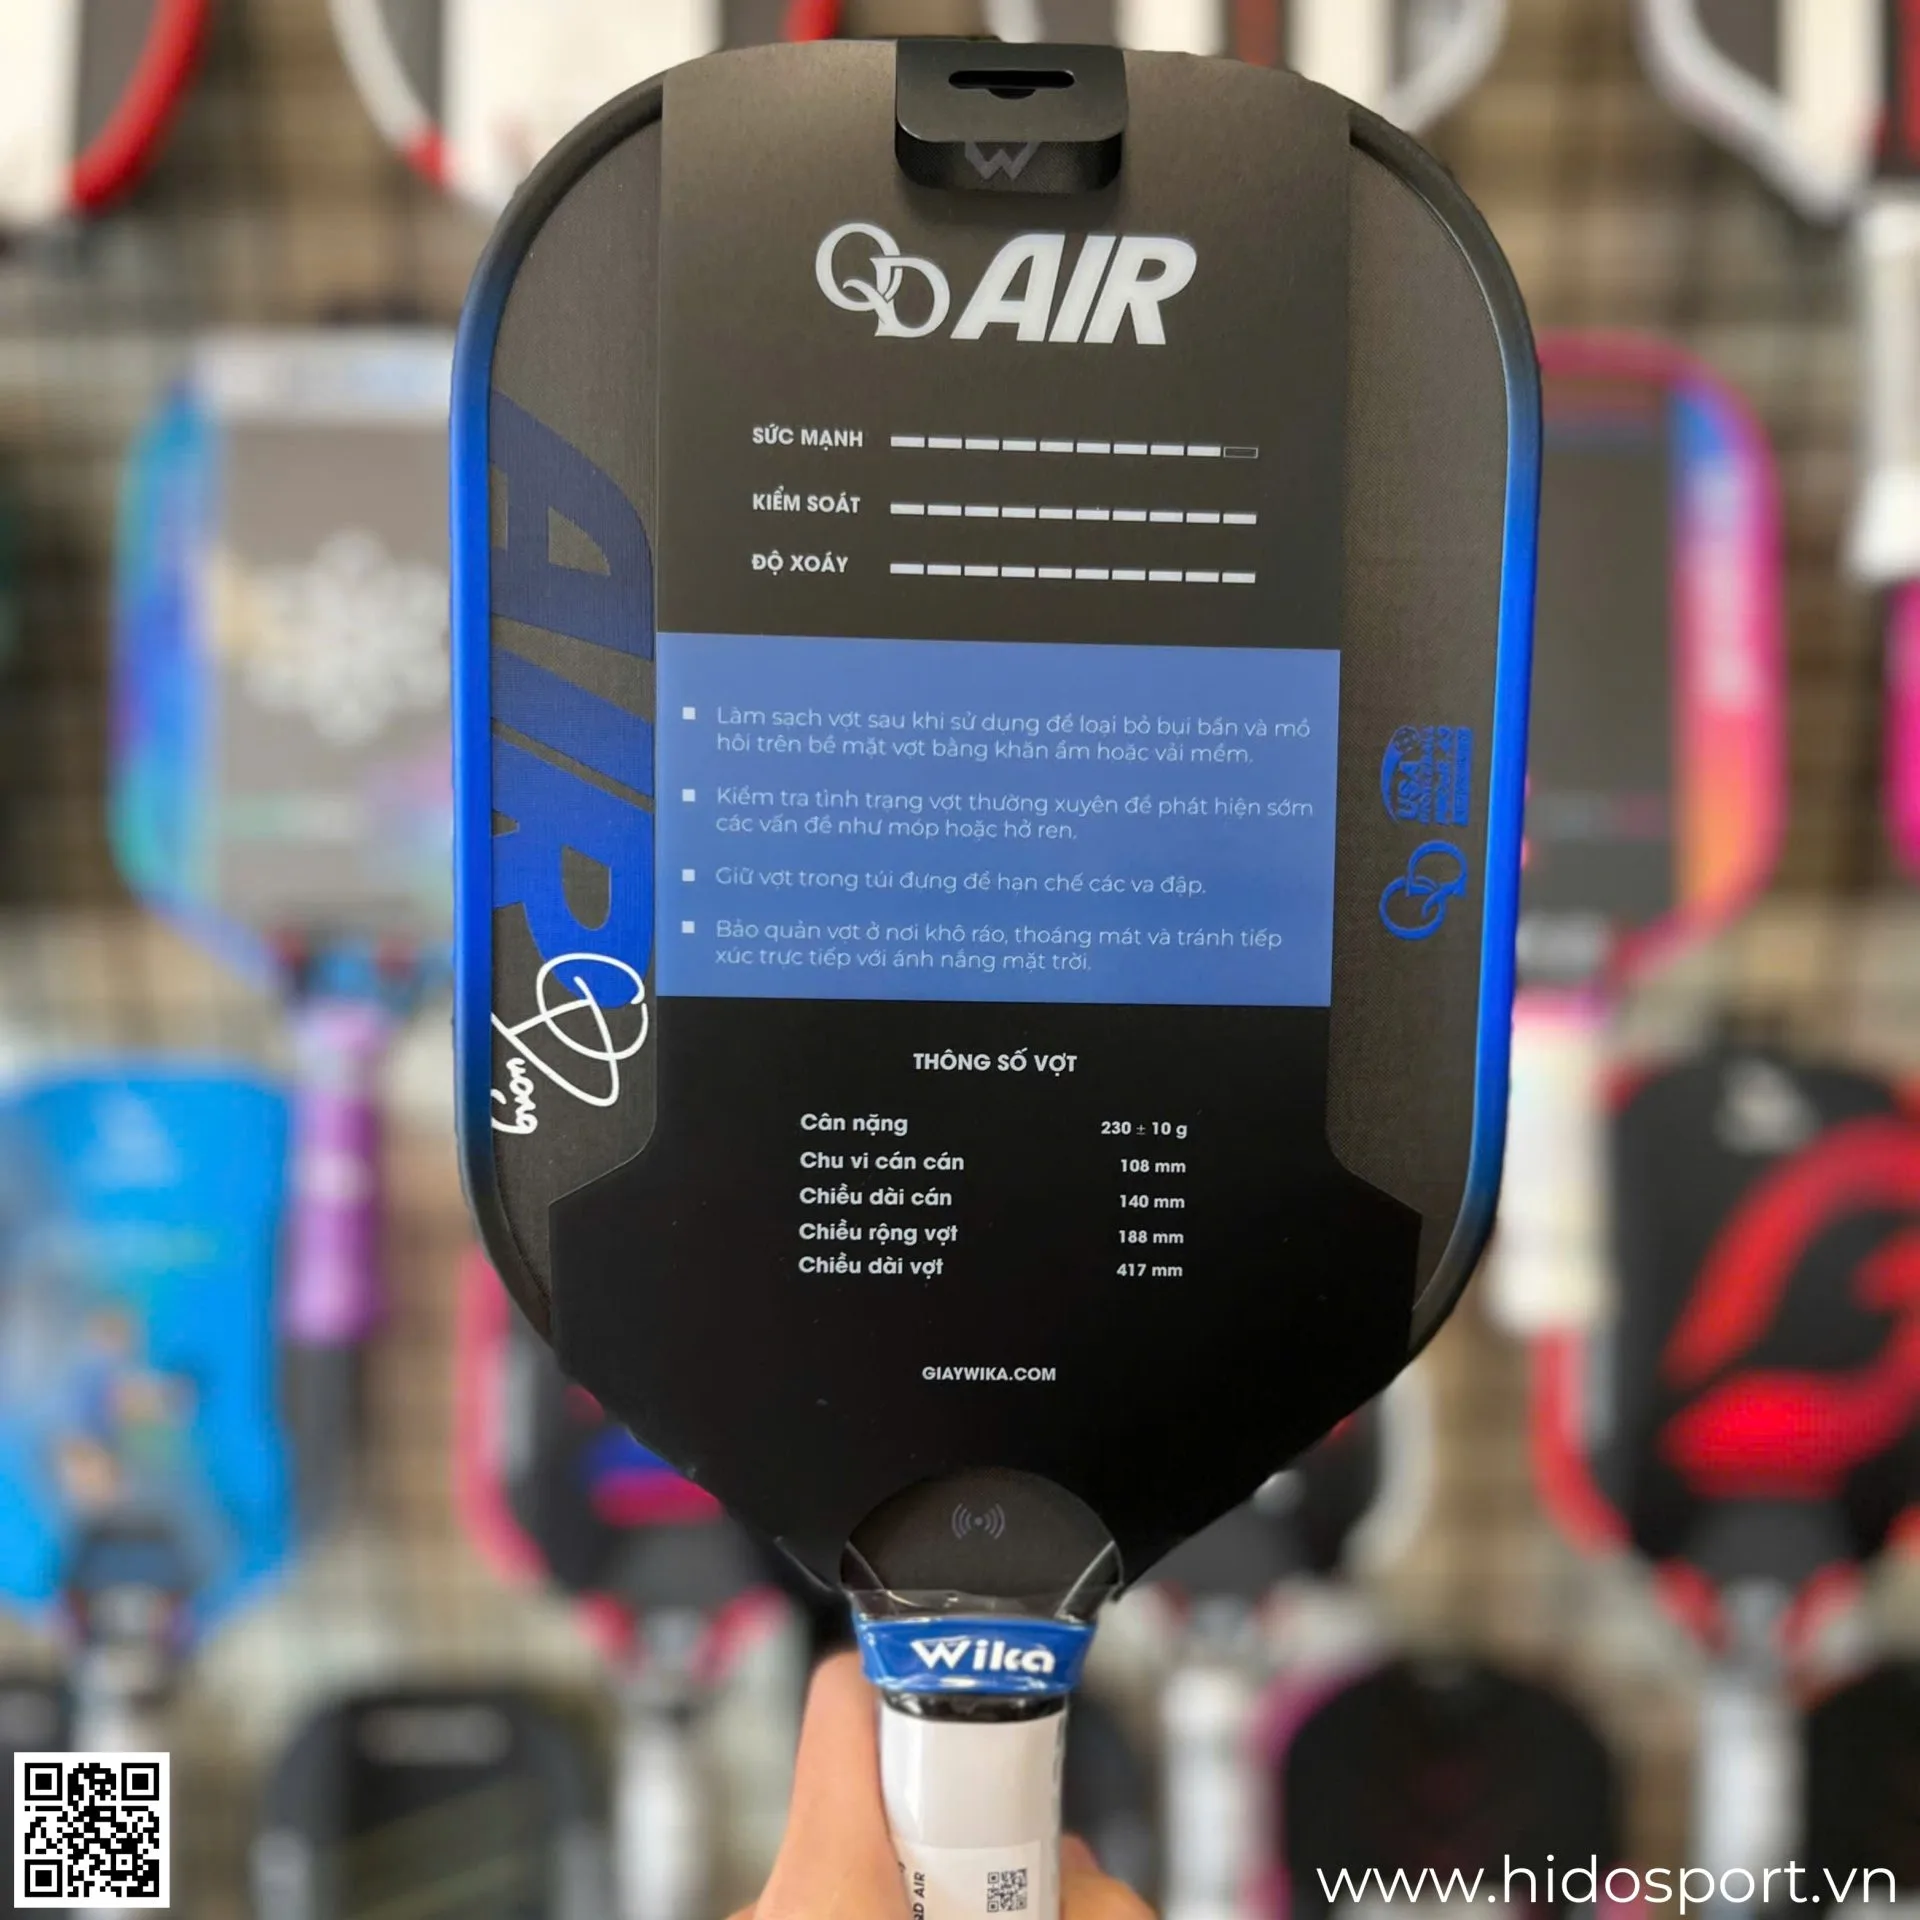 QD AIR
SỨC MẠNH
KIỂM SOÁT
ĐỘ XOÁY
Làm sạch vợt sau khi sử dụng để loại bỏ bụi bẩn và mồ
hôi trên bề mặt vợt bằng khăn ẩm hoặc vải mềm.
Kiểm tra tình trạng vợt thường xuyên để phát hiện sớm
các vấn đề như móp hoặc hở ren.
Giữ vợt trong túi đựng để hạn chế các va đập.
Bảo quản vợt ở nơi khô ráo, thoáng mát và tránh tiếp
xúc trực tiếp với ánh nắng mặt trời.
THÔNG SỐ VỢT
Cân nặng 230 ± 10 g
Chu vi cán cán 108 mm
Chiều dài cán 140 mm
Chiều rộng vợt 188 mm
Chiều dài vợt 417 mm
GIAYWIKA.COM
AIR
Quang
QD
Wika
QD AIR
www.hidosport.vn